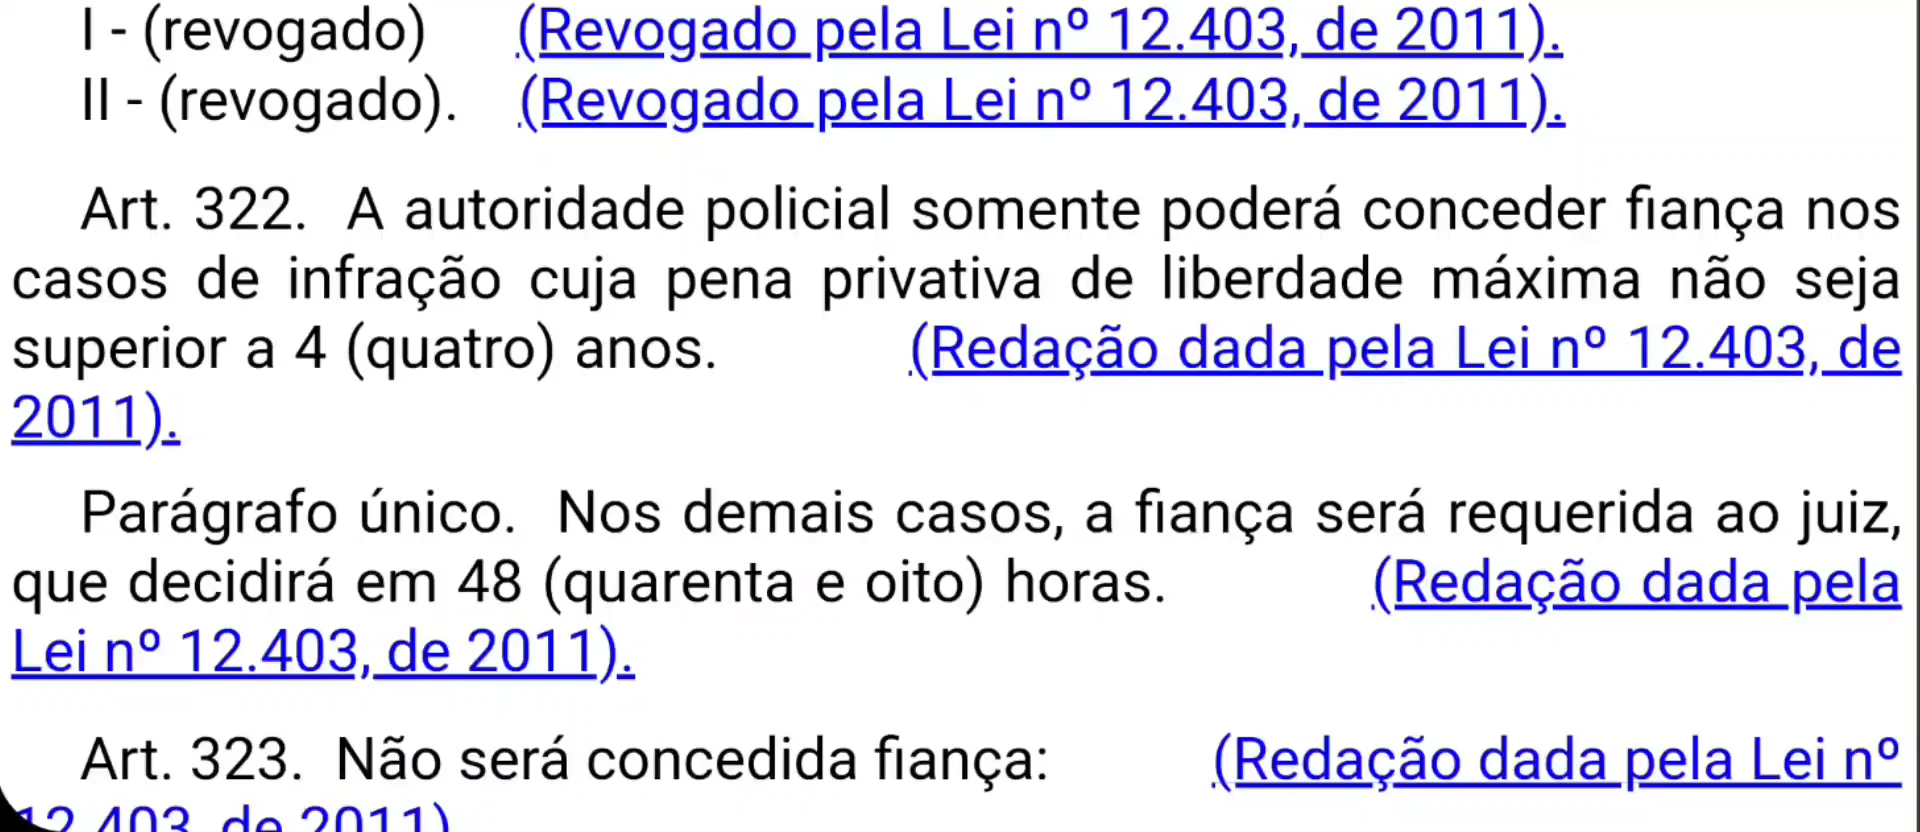 I - (revogado) (Revogado pela Lei nº 12.403, de 2011).
II - (revogado). (Revogado pela Lei nº 12.403, de 2011).
Art. 322. A autoridade policial somente poderá conceder fiança nos
casos de infração cuja pena privativa de liberdade máxima não seja
superior a 4 (quatro) anos. (Redação dada pela Lei nº 12.403, de
2011).
Parágrafo único. Nos demais casos, a fiança será requerida ao juiz,
que decidirá em 48 (quarenta e oito) horas. (Redação dada pela
Lei nº 12.403, de 2011).
Art. 323. Não será concedida fiança: (Redação dada pela Lei nº
12.403, de 2011)